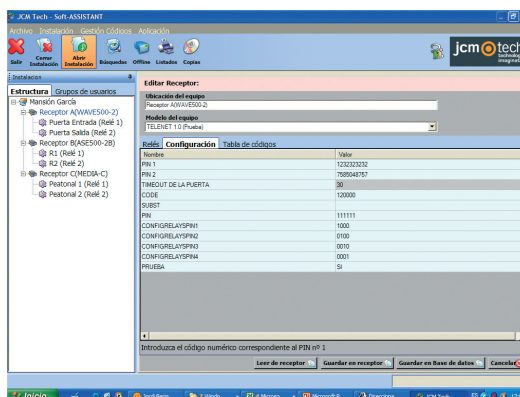 JCM Tech - Soft-ASSISTANT
Archivo Instalación Gestión Códigos Aplicación
Salir Cerrar Instalación Abrir Instalación Búsquedas Offline Listados Copias
jcm tech
Instalacion
Estructura Grupos de usuarios
Mansión García
Receptor A(WAVE500-2)
Puerta Entrada (Relé 1)
Puerta Salida (Relé 2)
Receptor B(ASE500-2B)
R1 (Relé 1)
R2 (Relé 2)
Receptor C(MEDIA-C)
Peatonal 1 (Relé 1)
Peatonal 2 (Relé 2)
Editar Receptor:
Ubicación del equipo
Receptor A(WAVE500-2)
Modelo del equipo
TELENET 1.0 (Prueba)
Relés Configuración Tabla de códigos
Nombre Valor
PIN 1 1232323232
PIN 2 7585048757
TIMEOUT DE LA PUERTA 30
CODE 120000
SUBST
PIN 111111
CONFIGRELAYSPIN1 1000
CONFIGRELAYSPIN2 0100
CONFIGRELAYSPIN3 0010
CONFIGRELAYSPIN4 0001
PRUEBA SI
Introduzca el código numérico correspondiente al PIN nº 1
Leer de receptor Guardar en receptor Guardar en Base de datos Cancelar
Inicio